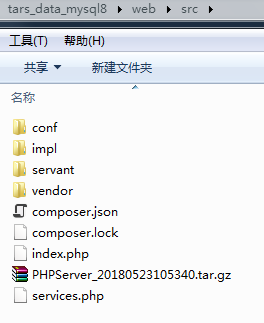 tars_data_mysql8 ▸ web ▸ src ▸
工具(T) 帮助(H)
共享 ▼ 新建文件夹
名称
conf
impl
servant
vendor
composer.json
composer.lock
index.php
PHPServer_20180523105340.tar.gz
services.php